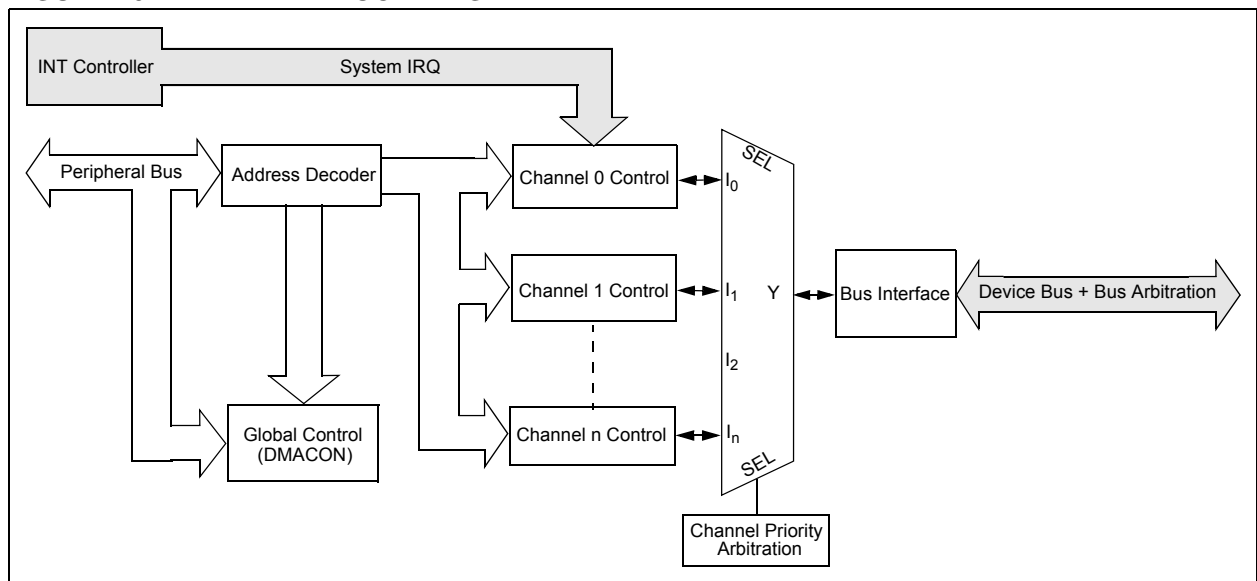 INT Controller
System IRQ
Peripheral Bus
Address Decoder
Channel 0 Control
I0
SEL
Channel 1 Control
I1
Y
Bus Interface
Device Bus + Bus Arbitration
I2
Global Control
(DMACON)
Channel n Control
In
SEL
Channel Priority
Arbitration